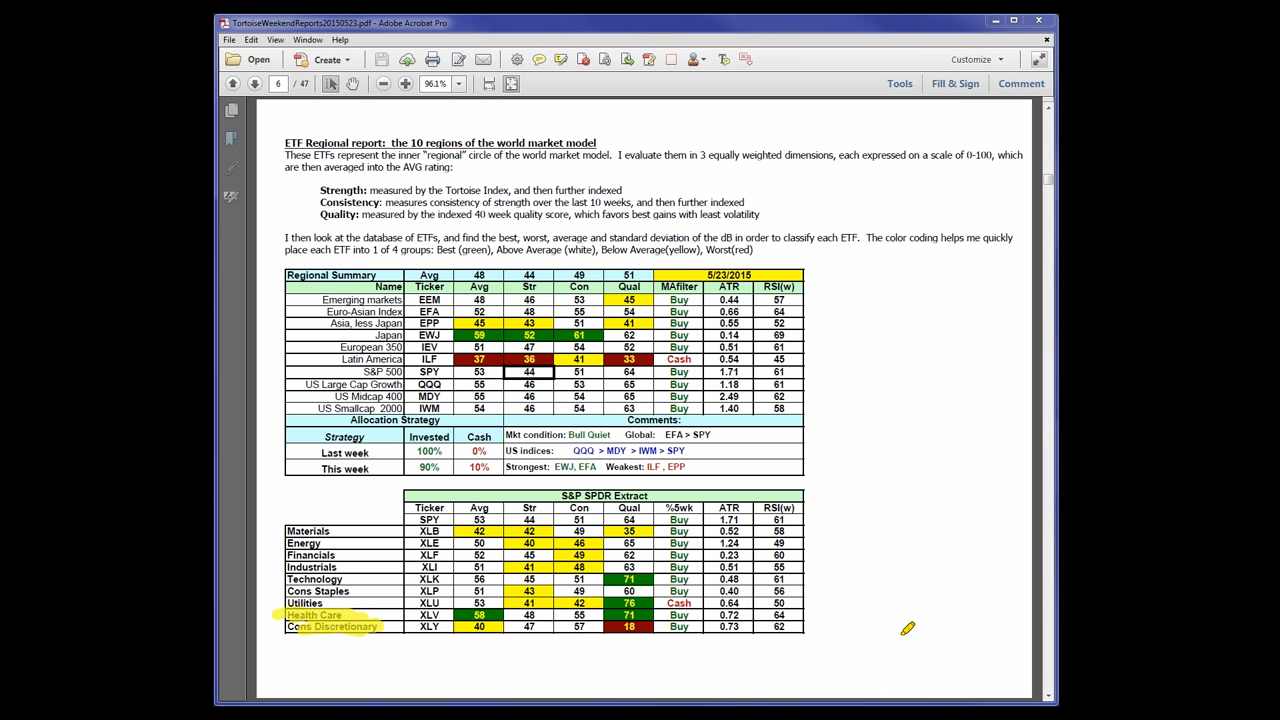 TortoiseWeekendReports20150523.pdf - Adobe Acrobat Pro
File Edit View Window Help
Open Create Customize
6 / 47 96.1% Tools Fill & Sign Comment
ETF Regional report: the 10 regions of the world market model
These ETFs represent the inner “regional” circle of the world market model. I evaluate them in 3 equally weighted dimensions, each expressed on a scale of 0-100, which
are then averaged into the AVG rating:
Strength: measured by the Tortoise Index, and then further indexed
Consistency: measures consistency of strength over the last 10 weeks, and then further indexed
Quality: measured by the indexed 40 week quality score, which favors best gains with least volatility
I then look at the database of ETFs, and find the best, worst, average and standard deviation of the dB in order to classify each ETF. The color coding helps me quickly
place each ETF into 1 of 4 groups: Best (green), Above Average (white), Below Average(yellow), Worst(red)
Regional Summary Avg 48 44 49 51 5/23/2015
Name Ticker Avg Str Con Qual MAfilter ATR RSI(w)
Emerging markets EEM 48 46 53 45 Buy 0.44 57
Euro-Asian Index EFA 52 48 55 54 Buy 0.66 64
Asia, less Japan EPP 45 43 51 41 Buy 0.55 52
Japan EWJ 59 52 61 62 Buy 0.14 69
European 350 IEV 51 47 54 52 Buy 0.51 61
Latin America ILF 37 36 41 33 Cash 0.54 45
S&P 500 SPY 53 44 51 64 Buy 1.71 61
US Large Cap Growth QQQ 55 46 53 65 Buy 1.18 61
US Midcap 400 MDY 55 46 54 65 Buy 2.49 62
US Smallcap 2000 IWM 54 46 54 63 Buy 1.40 58
Allocation Strategy Comments:
Strategy Invested Cash Mkt condition: Bull Quiet Global: EFA > SPY
Last week 100% 0% US indices: QQQ > MDY > IWM > SPY
This week 90% 10% Strongest: EWJ, EFA Weakest: ILF , EPP
S&P SPDR Extract
Ticker Avg Str Con Qual %5wk ATR RSI(w)
SPY 53 44 51 64 Buy 1.71 61
Materials XLB 42 42 49 35 Buy 0.52 58
Energy XLE 50 40 46 65 Buy 1.24 49
Financials XLF 52 45 49 62 Buy 0.23 60
Industrials XLI 51 41 48 63 Buy 0.51 55
Technology XLK 56 45 51 71 Buy 0.48 61
Cons Staples XLP 51 43 49 60 Buy 0.40 56
Utilities XLU 53 41 42 76 Cash 0.64 50
Health Care XLV 58 48 55 71 Buy 0.72 64
Cons Discretionary XLY 40 47 57 18 Buy 0.73 62